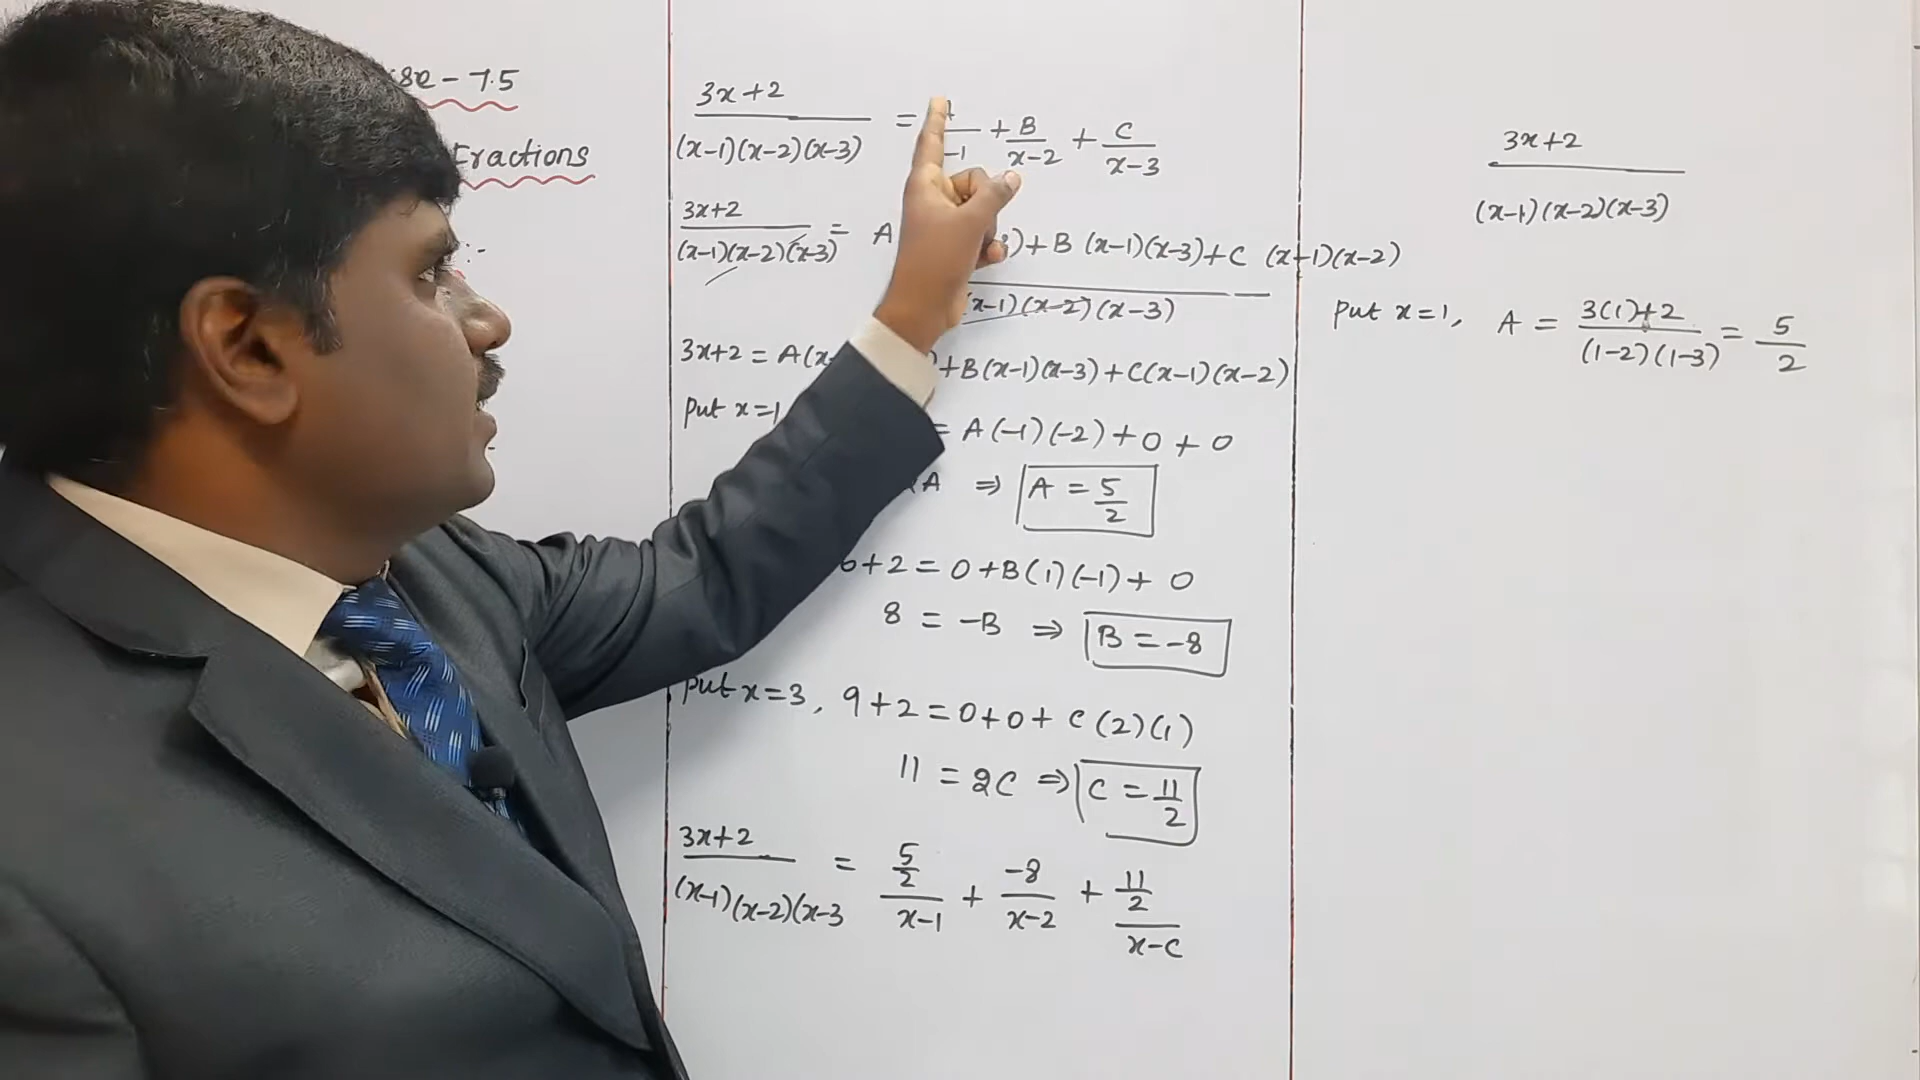 8e - 7.5
Fractions
:-
3x+2 / (x-1)(x-2)(x-3) = A / -1 + B / x-2 + C / x-3
3x+2 / (x-1)(x-2)(x-3) = A 3)+B (x-1)(x-3)+C (x-1)(x-2) / (x-1)(x-2)(x-3)
3x+2 = A(x- )+B(x-1)(x-3)+C(x-1)(x-2)
Put x=1 = A(-1)(-2)+0+0
A ⇒ A = 5/2
6+2 = 0+B(1)(-1)+ 0
8 = -B ⇒ B = -8
Put x=3, 9+2 = 0+0+ C(2)(1)
11 = 2C ⇒ C = 11/2
3x+2 / (x-1)(x-2)(x-3 = 5/2 / x-1 + -8 / x-2 + 11/2 / x-c
3x+2 / (x-1)(x-2)(x-3)
Put x=1, A = 3(1)+2 / (1-2)(1-3) = 5 / 2